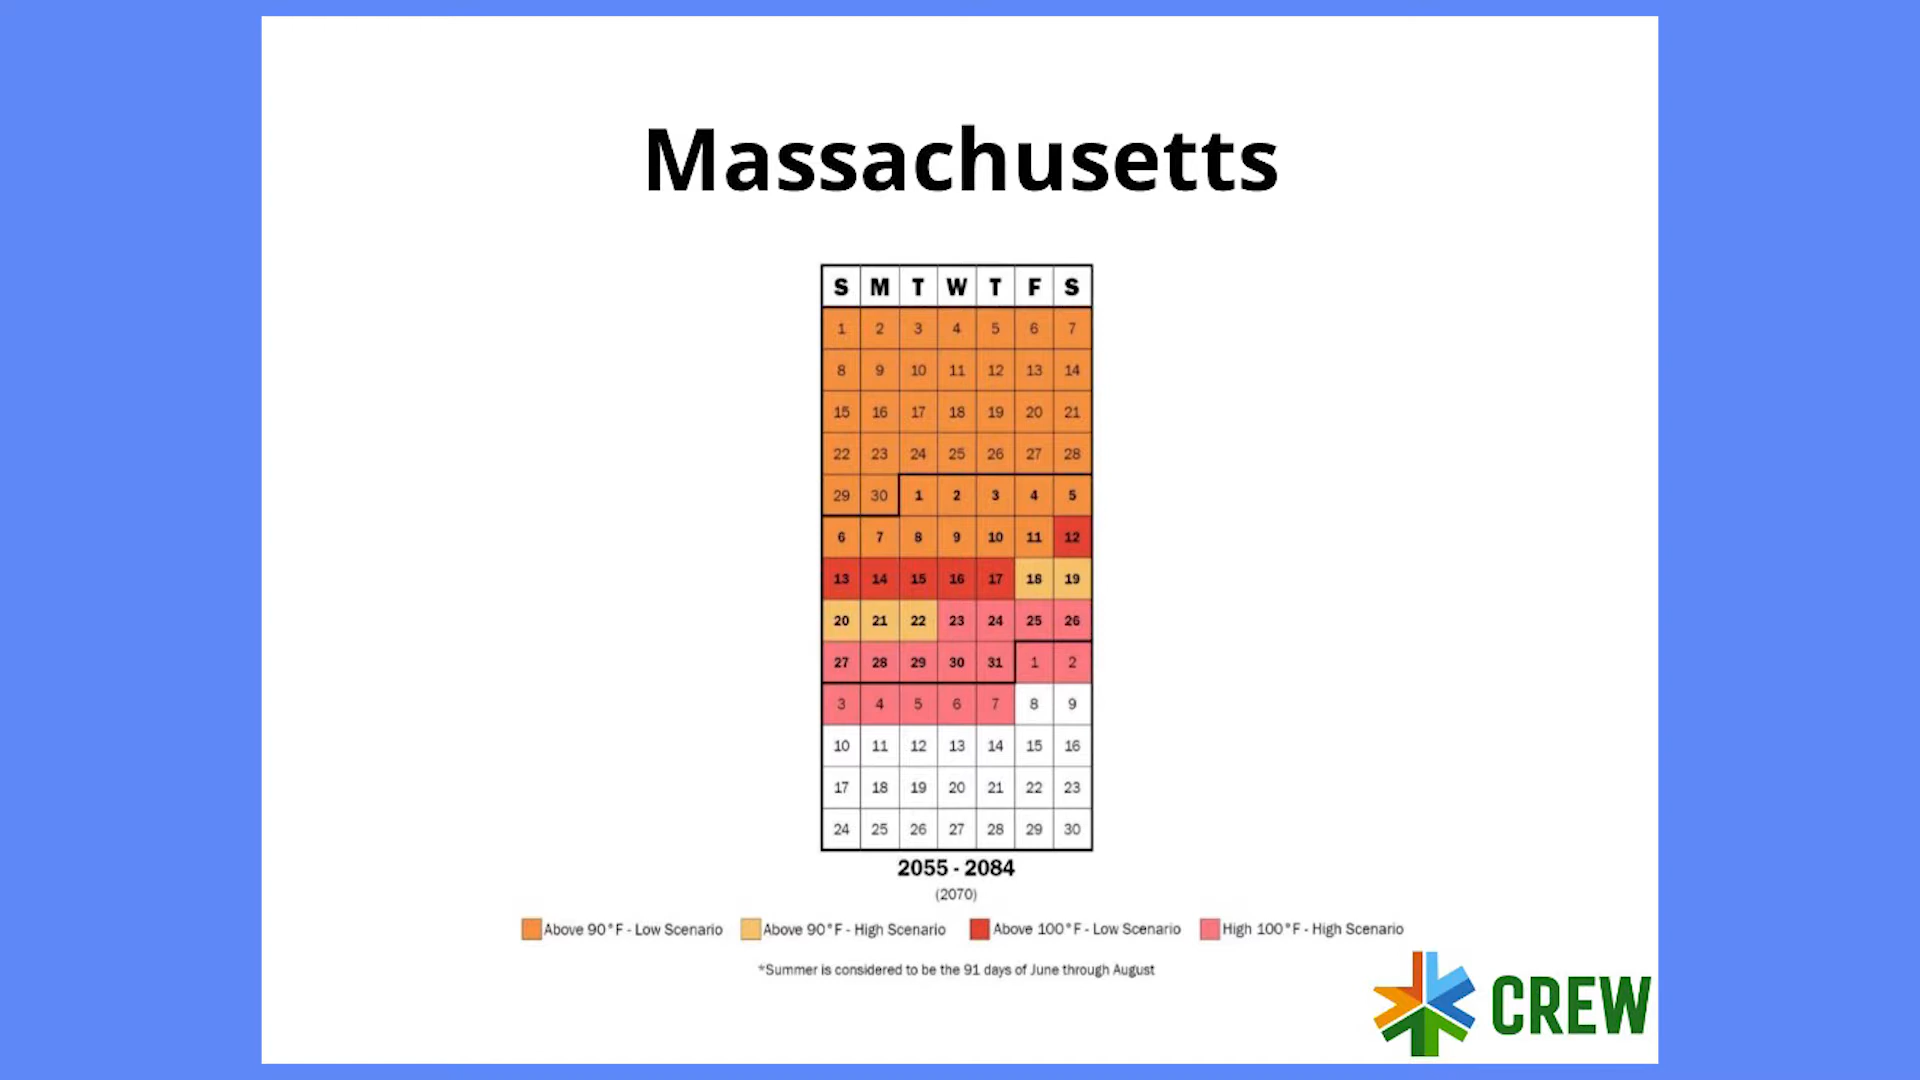 Massachusetts
S M T W T F S
1 2 3 4 5 6 7
8 9 10 11 12 13 14
15 16 17 18 19 20 21
22 23 24 25 26 27 28
29 30 1 2 3 4 5
6 7 8 9 10 11 12
13 14 15 16 17 18 19
20 21 22 23 24 25 26
27 28 29 30 31 1 2
3 4 5 6 7 8 9
10 11 12 13 14 15 16
17 18 19 20 21 22 23
24 25 26 27 28 29 30
2055 - 2084
(2070)
Above 90°F - Low Scenario Above 90°F - High Scenario Above 100°F - Low Scenario High 100°F - High Scenario
*Summer is considered to be the 91 days of June through August
CREW